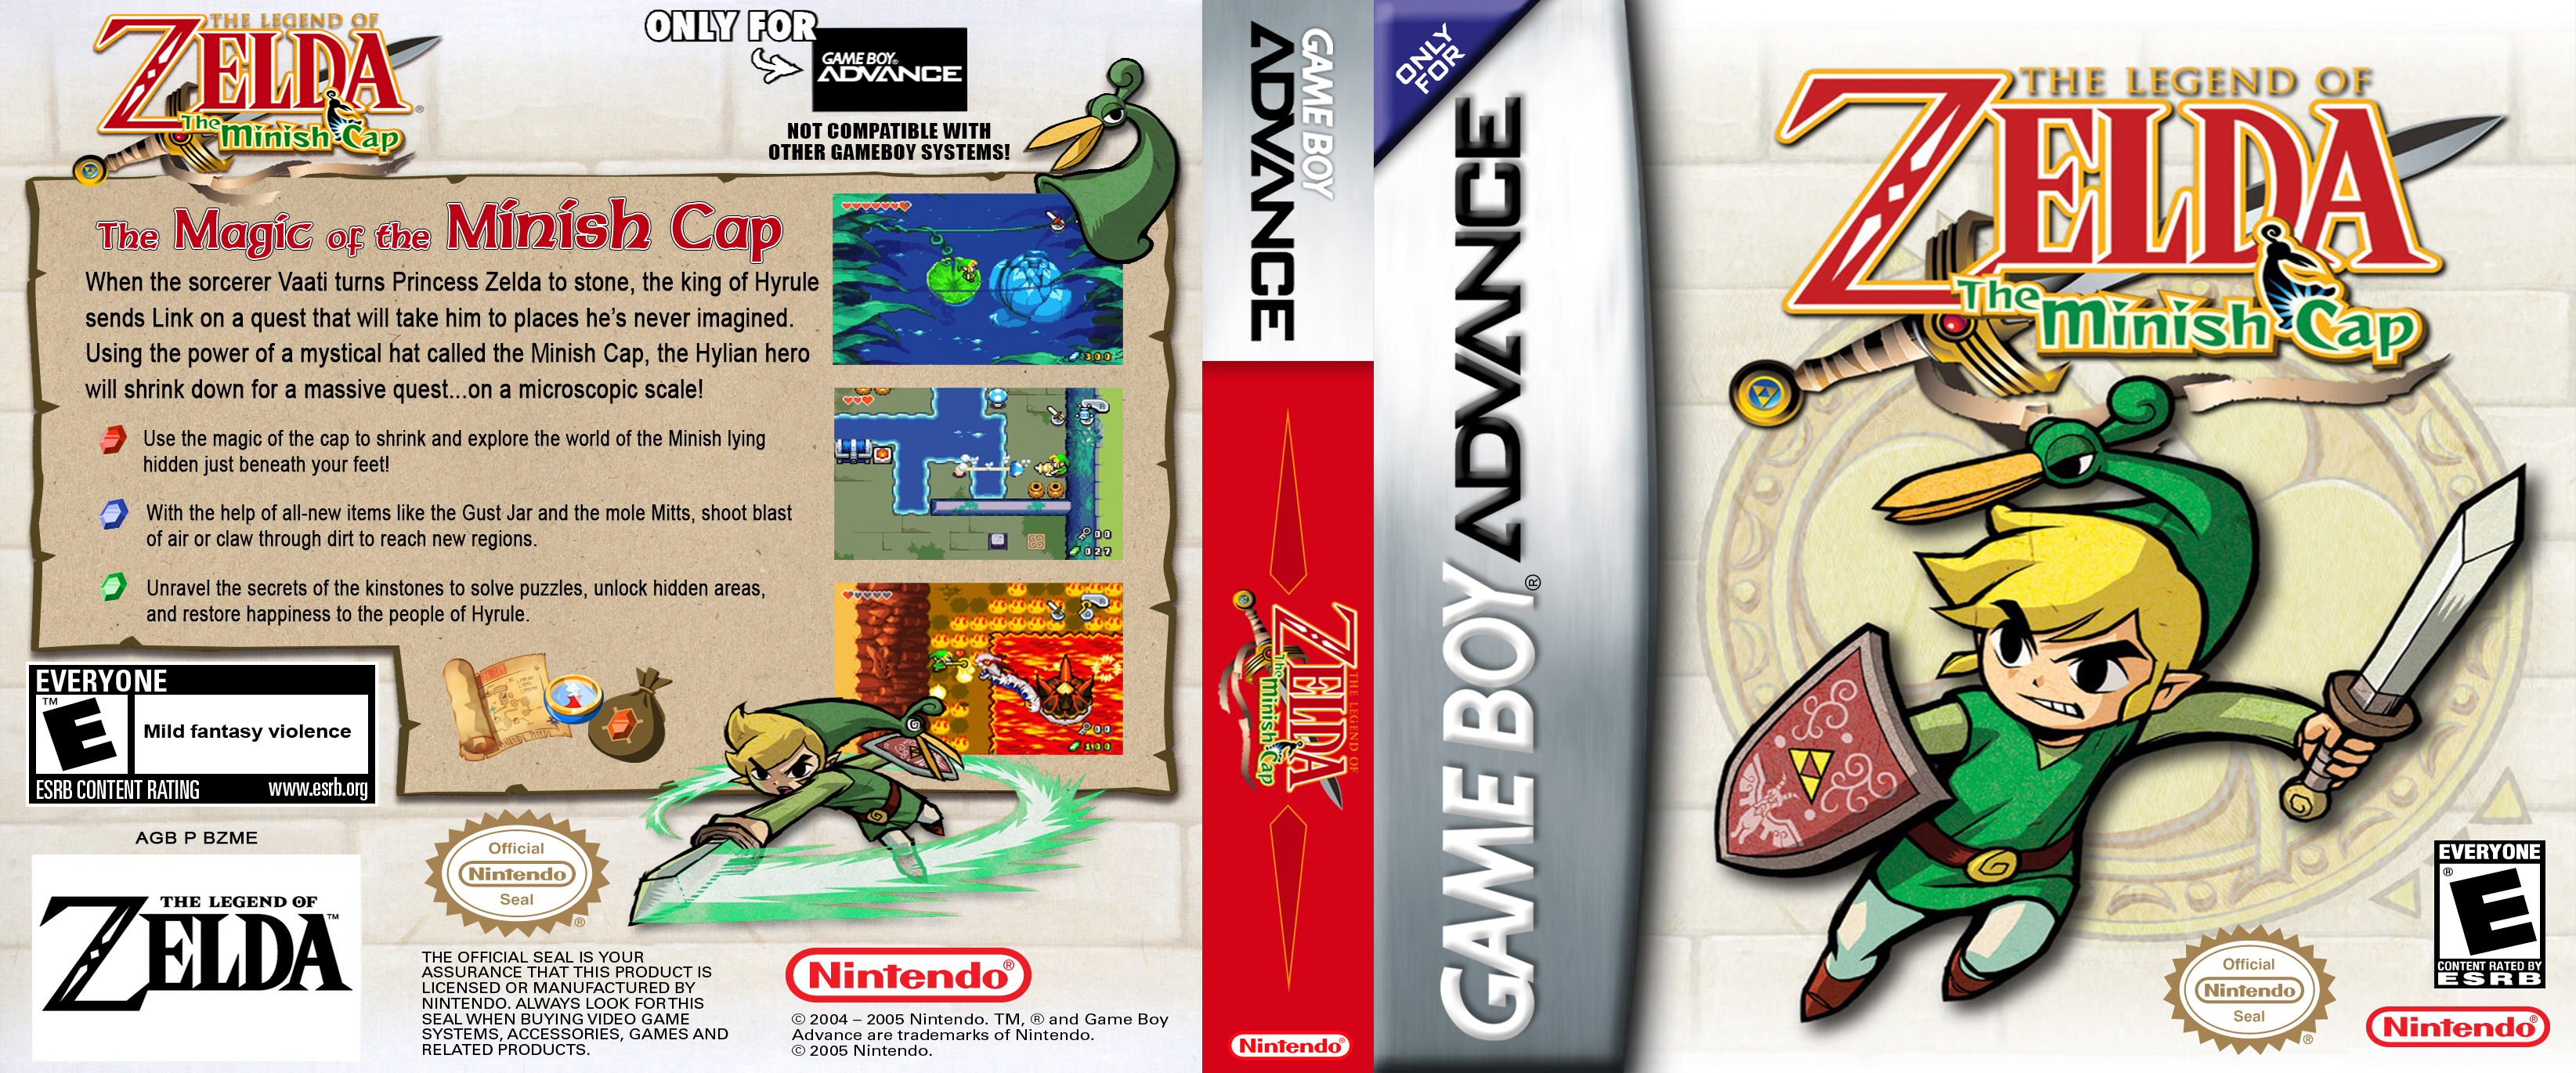 THE LEGEND OF
ZELDA
The Minish Cap
ONLY FOR
GAME BOY
ADVANCE
NOT COMPATIBLE WITH
OTHER GAMEBOY SYSTEMS!
The Magic of the Minish Cap
When the sorcerer Vaati turns Princess Zelda to stone, the king of Hyrule
sends Link on a quest that will take him to places he's never imagined.
Using the power of a mystical hat called the Minish Cap, the Hylian hero
will shrink down for a massive quest...on a microscopic scale!
Use the magic of the cap to shrink and explore the world of the Minish lying
hidden just beneath your feet!
With the help of all-new items like the Gust Jar and the mole Mitts, shoot blast
of air or claw through dirt to reach new regions.
Unravel the secrets of the kinstones to solve puzzles, unlock hidden areas,
and restore happiness to the people of Hyrule.
300
00
027
00
100
EVERYONE
TM
E
Mild fantasy violence
ESRB CONTENT RATING www.esrb.org
AGB P BZME
THE LEGEND OF
ZELDA™
Official
Nintendo
Seal
®
THE OFFICIAL SEAL IS YOUR
ASSURANCE THAT THIS PRODUCT IS
LICENSED OR MANUFACTURED BY
NINTENDO. ALWAYS LOOK FOR THIS
SEAL WHEN BUYING VIDEO GAME
SYSTEMS, ACCESSORIES, GAMES AND
RELATED PRODUCTS.
Nintendo®
© 2004 – 2005 Nintendo. TM, ® and Game Boy
Advance are trademarks of Nintendo.
© 2005 Nintendo.
GAME BOY
ADVANCE
THE LEGEND OF
ZELDA
The Minish Cap
Nintendo®
ONLY
FOR
GAME BOY® ADVANCE
THE LEGEND OF
ZELDA
The Minish Cap
EVERYONE
®
E
CONTENT RATED BY
ESRB
Official
Nintendo
Seal
®
Nintendo®